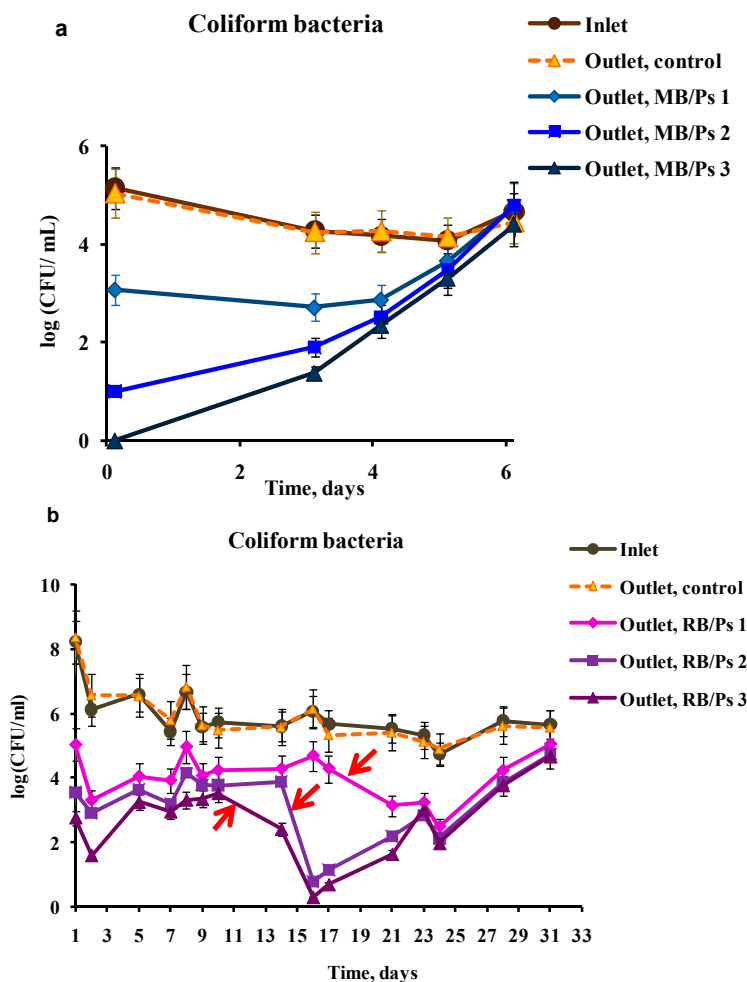 a
Coliform bacteria
Inlet
Outlet, control
Outlet, MB/Ps 1
Outlet, MB/Ps 2
Outlet, MB/Ps 3
log (CFU/ mL)
6
4
2
0
0 2 4 6
Time, days
b
Coliform bacteria
Inlet
Outlet, control
Outlet, RB/Ps 1
Outlet, RB/Ps 2
Outlet, RB/Ps 3
log(CFU/ml)
10
8
6
4
2
0
1 3 5 7 9 11 13 15 17 19 21 23 25 27 29 31 33
Time, days